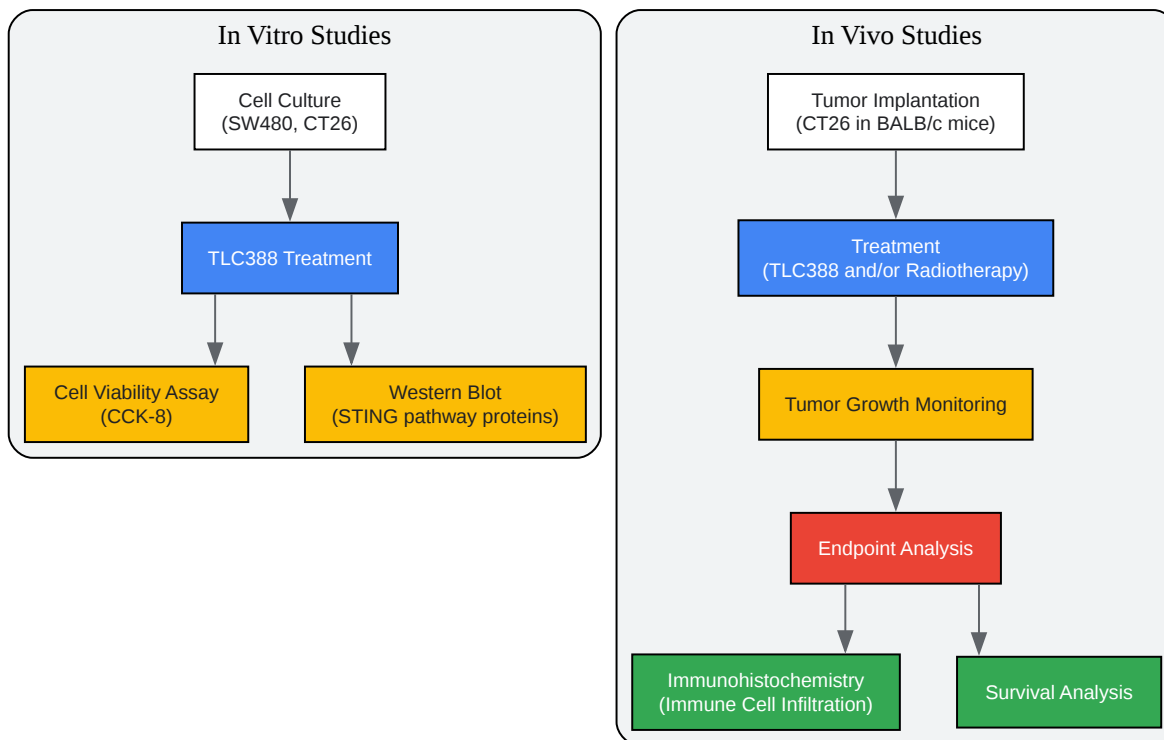 In Vitro Studies
Cell Culture
(SW480, CT26)
TLC388 Treatment
Cell Viability Assay
(CCK-8)
Western Blot
(STING pathway proteins)
In Vivo Studies
Tumor Implantation
(CT26 in BALB/c mice)
Treatment
(TLC388 and/or Radiotherapy)
Tumor Growth Monitoring
Endpoint Analysis
Immunohistochemistry
(Immune Cell Infiltration)
Survival Analysis